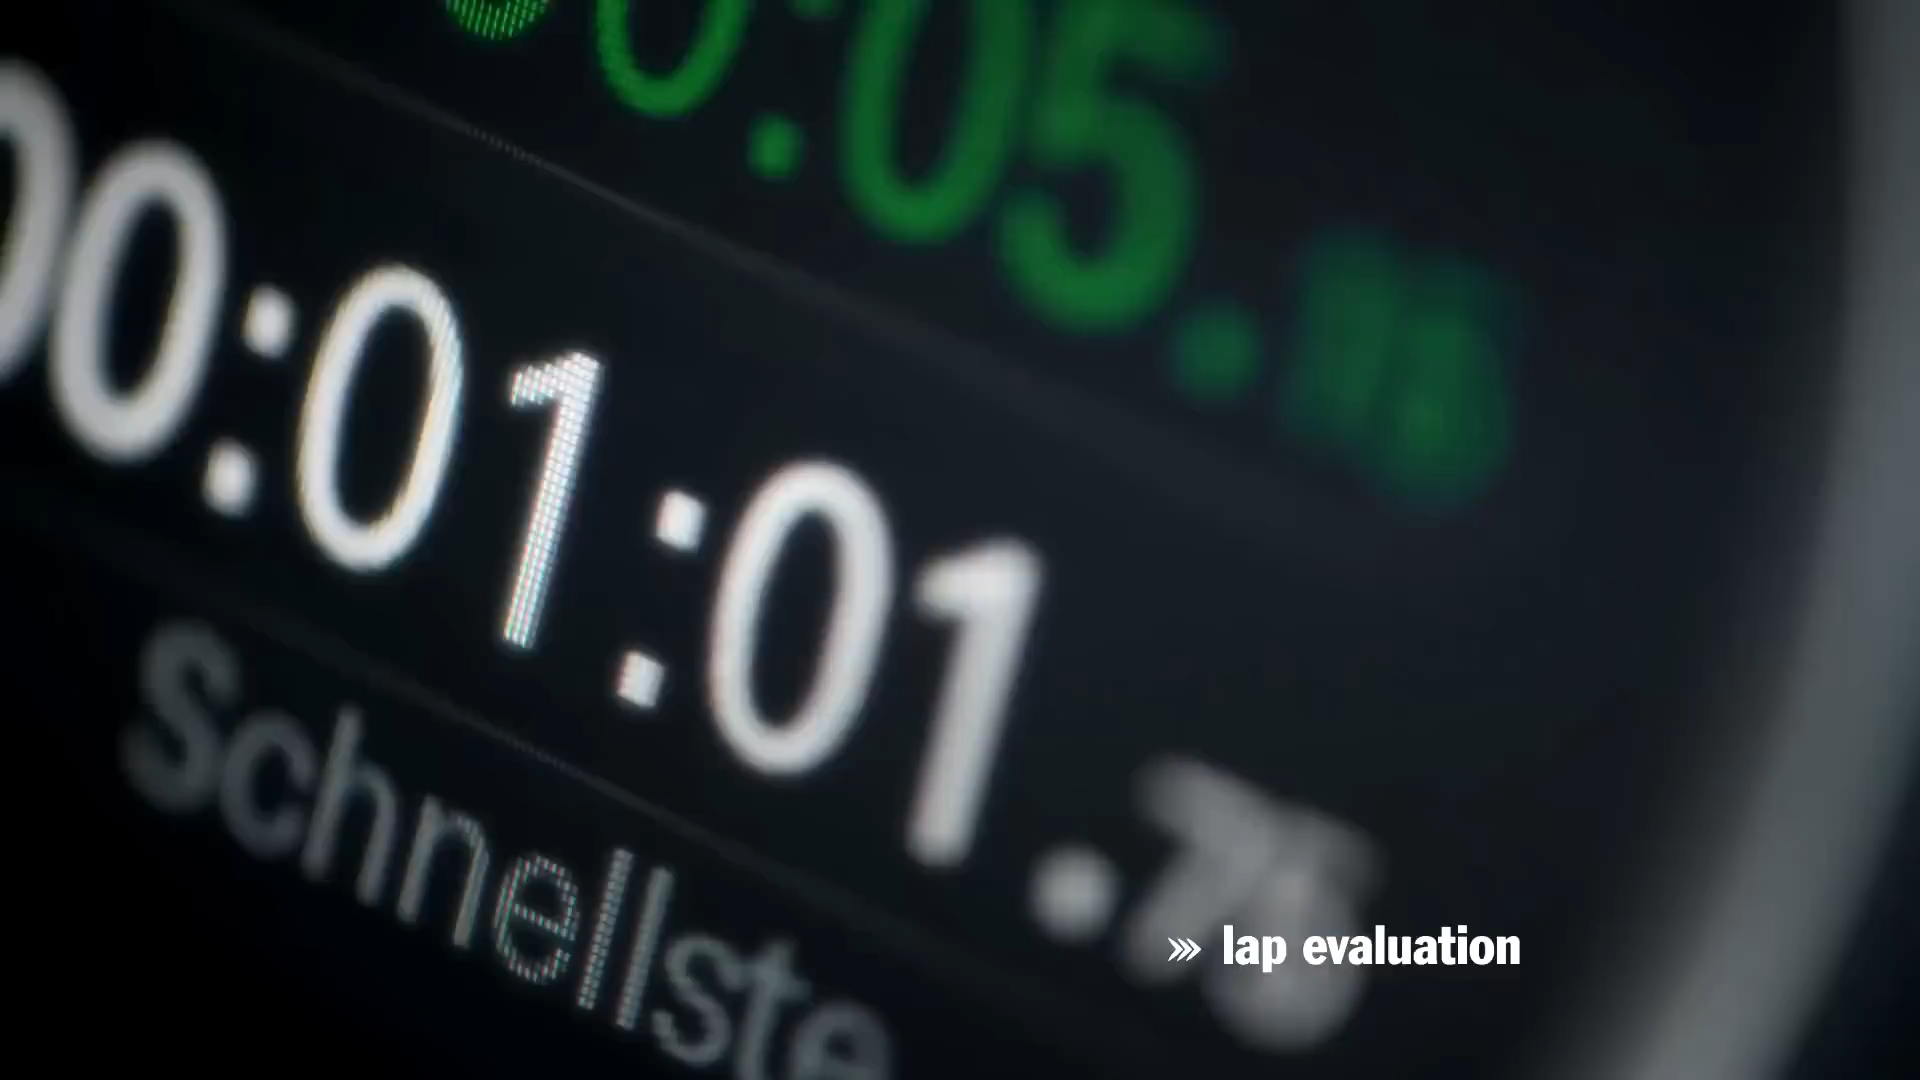 0:05.
00:01:01.
Schnellste
››› lap evaluation